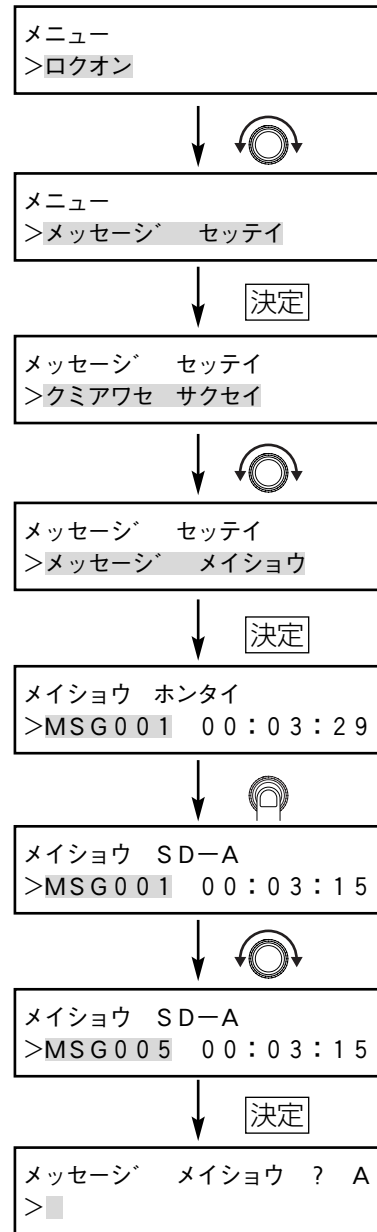 メニュー
>ロクオン
メニュー
>メッセージ　セッテイ
決定
メッセージ　セッテイ
>クミアワセ　サクセイ
メッセージ　セッテイ
>メッセージ　メイショウ
決定
メイショウ　ホンタイ
>MSG001　00:03:29
メイショウ　SD－A
>MSG001　00:03:15
メイショウ　SD－A
>MSG005　00:03:15
決定
メッセージ　メイショウ　?　A
>